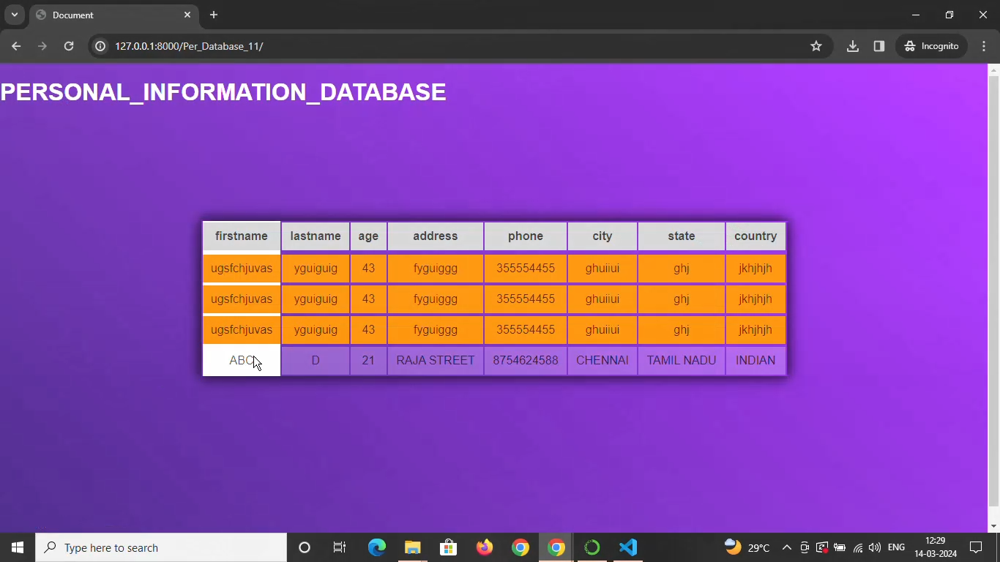 Document
127.0.0.1:8000/Per_Database_11/
Incognito
PERSONAL_INFORMATION_DATABASE
firstname lastname age address phone city state country
ugsfchjuvas yguiguig 43 fyguiggg 355554455 ghuiiui ghj jkhjhjh
ugsfchjuvas yguiguig 43 fyguiggg 355554455 ghuiiui ghj jkhjhjh
ugsfchjuvas yguiguig 43 fyguiggg 355554455 ghuiiui ghj jkhjhjh
ABC D 21 RAJA STREET 8754624588 CHENNAI TAMIL NADU INDIAN
Type here to search
29°C
ENG
12:29
14-03-2024